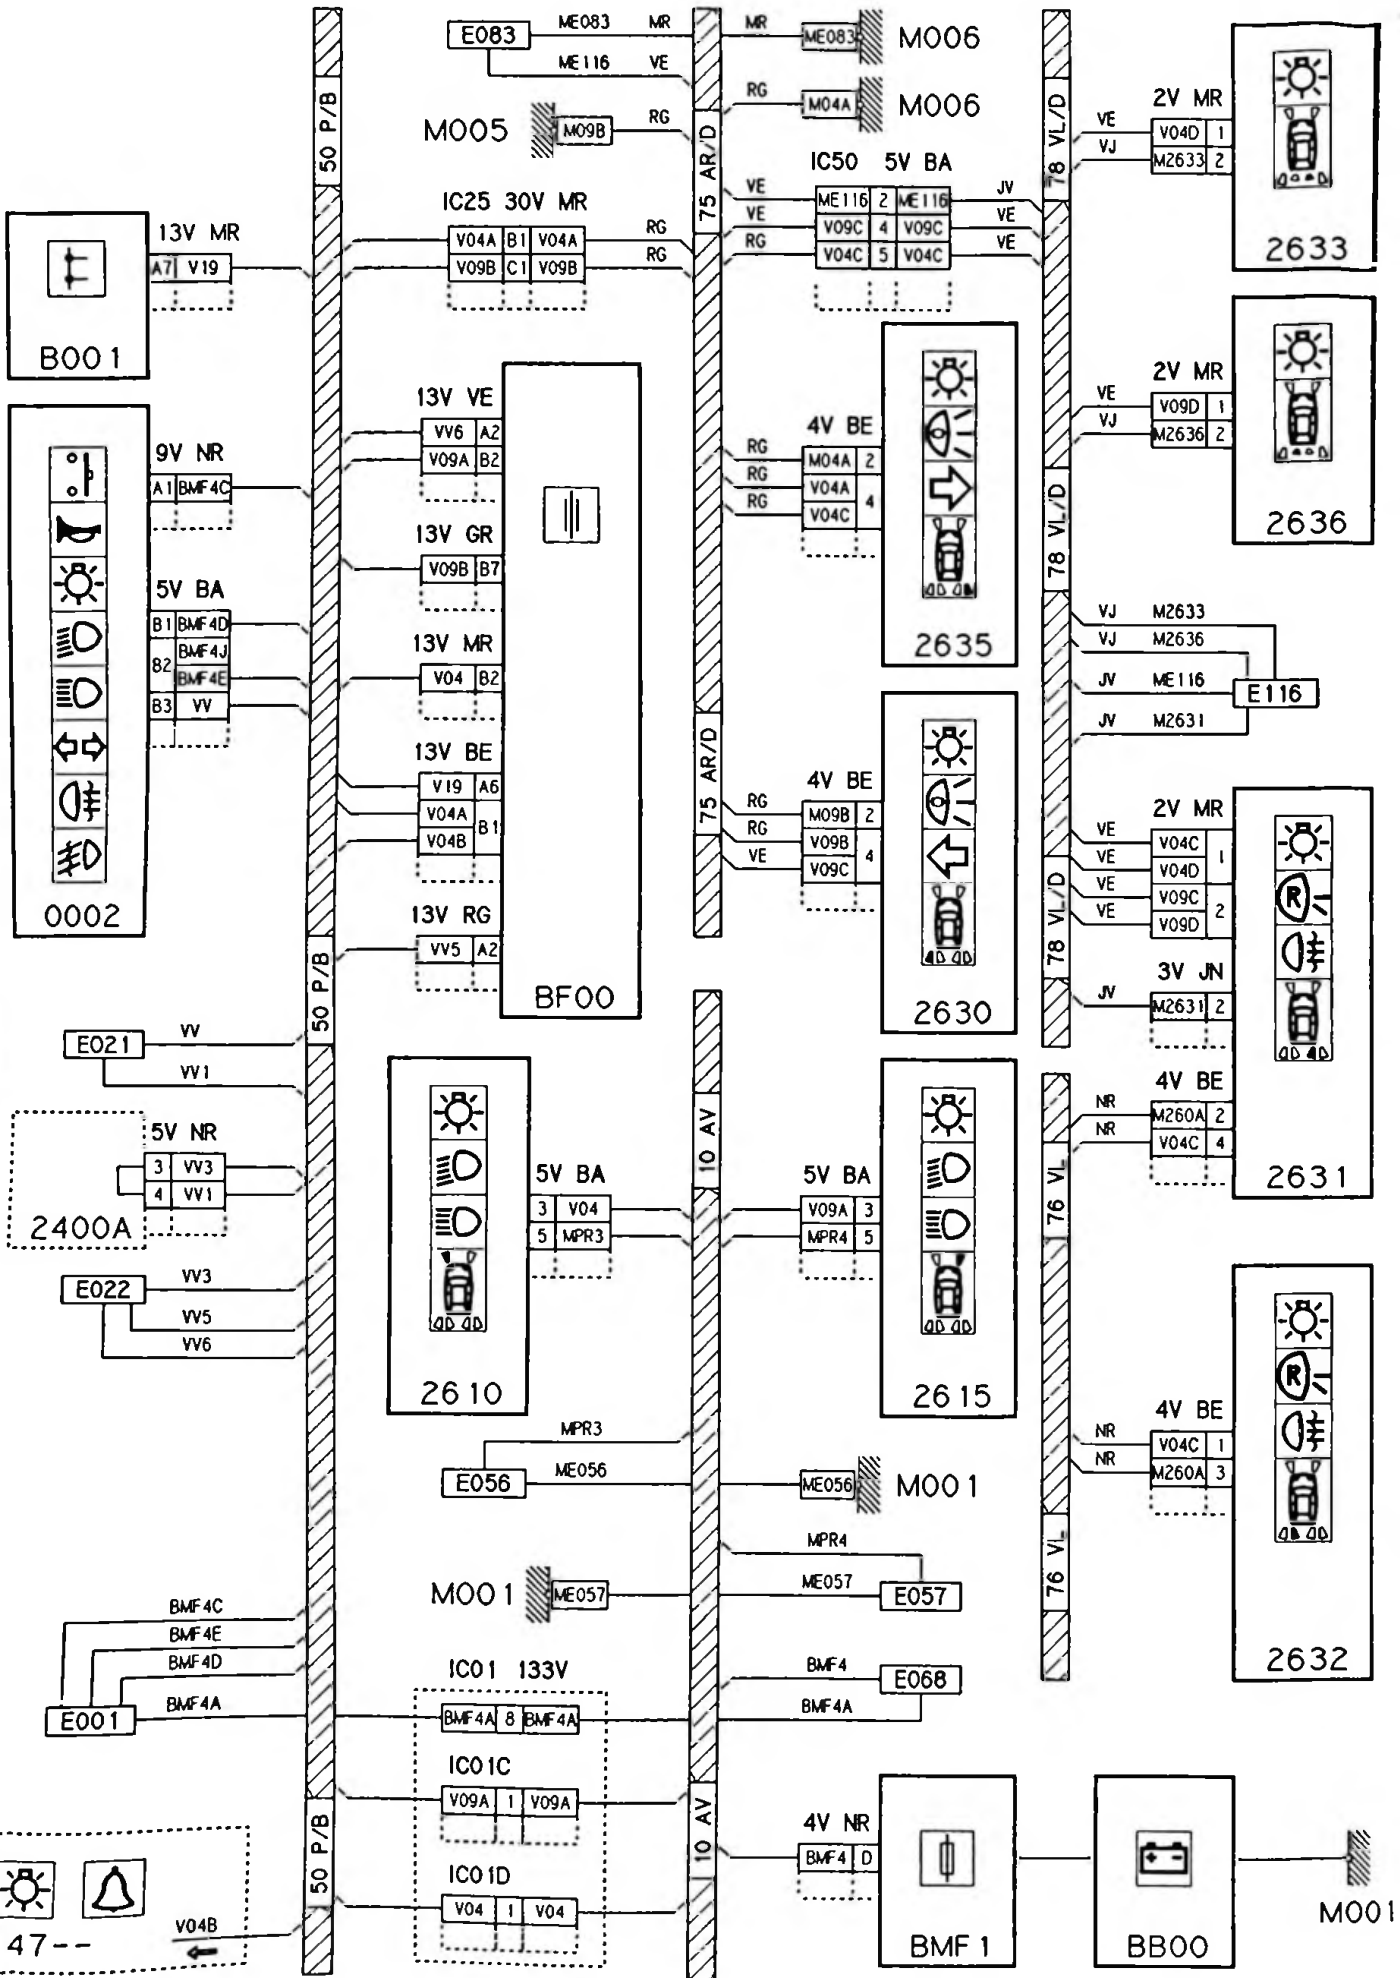 E083
ME083 MR
ME116 VE
MR ME083 M006
RG M04A M006
M005 M09B RG
50 P/B
75 AR/D
78 VL/D
IC25 30V MR
V04A B1 V04A RG
V09B C1 V09B RG
IC50 5V BA
VE ME116 2 ME116 JV
VE V09C 4 V09C VE
RG V04C 5 V04C VE
2V MR
VE V04D 1
VJ M2633 2
2633
13V MR
A7 V19
B001
2V MR
VE V09D 1
VJ M2636 2
2636
9V NR
A1 BMF4C
5V BA
B1 BMF4D
B2 BMF4J
BMF4E
B3 VV
0002
13V VE
VV6 A2
V09A B2
13V GR
V09B B7
13V MR
V04 B2
13V BE
V19 A6
V04A B1
V04B
13V RG
VV5 A2
BF00
4V BE
RG M04A 2
RG V04A 4
RG V04C
2635
75 AR/D
78 VL/D
VJ M2633
VJ M2636
JV ME116
JV M2631
E116
4V BE
RG M09B 2
RG V09B 4
VE V09C
2630
2V MR
VE V04C 1
VE V04D
VE V09C 2
VE V09D
78 VL/D
3V JN
JV M2631 2
4V BE
NR M260A 2
NR V04C 4
R
2631
50 P/B
E021
VV
VV1
5V NR
3 VV3
4 VV1
2400A
E022
VV3
VV5
VV6
5V BA
3 V04
5 MPR3
2610
10 AV
5V BA
V09A 3
MPR4 5
2615
76 VL
4V BE
NR V04C 1
NR M260A 3
R
2632
76 VL
MPR3
E056 ME056
ME056 M001
MPR4
M001 ME057
ME057 E057
BMF4C
BMF4E
BMF4D
E001 BMF4A
IC01 133V
BMF4A 8 BMF4A
BMF4 E068
BMF4A
IC01C
V09A 1 V09A
IC01D
V04 1 V04
50 P/B
10 AV
4V NR
BMF4 D
BMF1
BB00
M001
47--
V04B